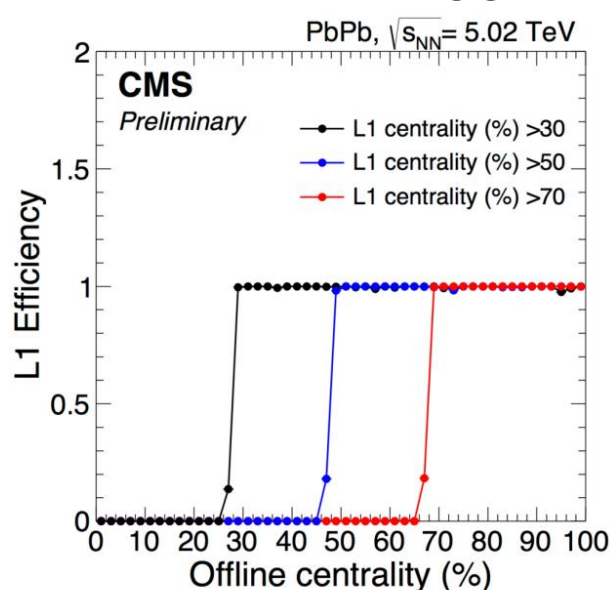 PbPb, √s_NN = 5.02 TeV
CMS
Preliminary
L1 centrality (%) >30
L1 centrality (%) >50
L1 centrality (%) >70
L1 Efficiency
2
1.5
1
0.5
0
0 10 20 30 40 50 60 70 80 90 100
Offline centrality (%)